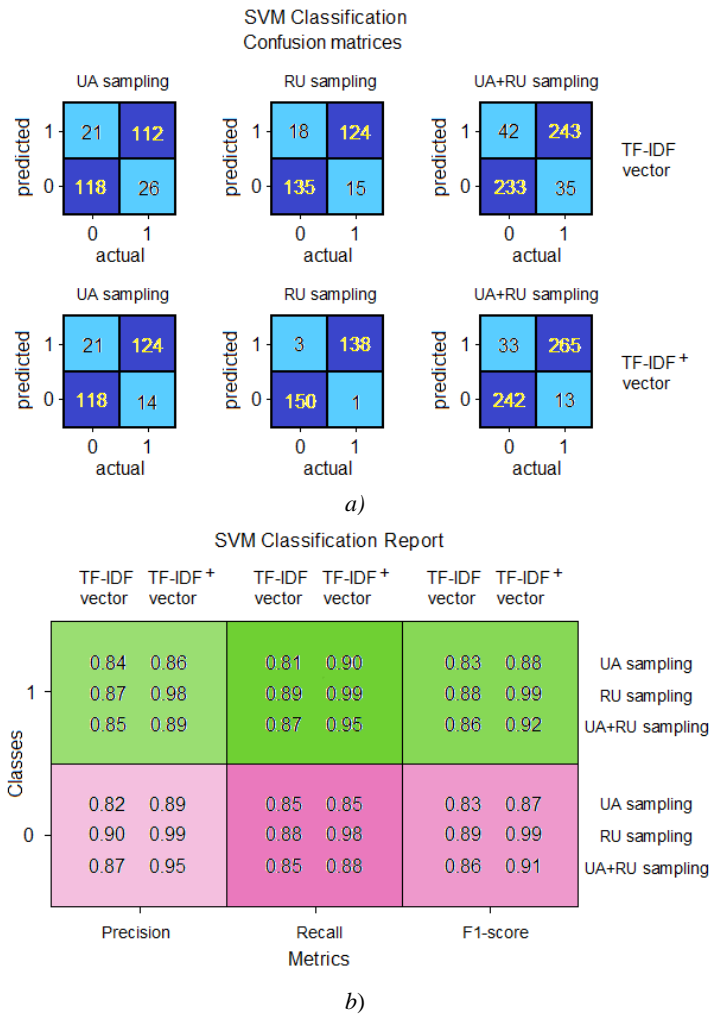 SVM Classification
Confusion matrices
UA sampling RU sampling UA+RU sampling
predicted 1 21 112 predicted 1 18 124 predicted 1 42 243 TF-IDF
vector
0 118 26 0 135 15 0 233 35
0 1 0 1 0 1
actual actual actual
UA sampling RU sampling UA+RU sampling
predicted 1 21 124 predicted 1 3 138 predicted 1 33 265 TF-IDF+
vector
0 118 14 0 150 1 0 242 13
0 1 0 1 0 1
actual actual actual
a)
SVM Classification Report
TF-IDF TF-IDF+ TF-IDF TF-IDF+ TF-IDF TF-IDF+
vector vector vector vector vector vector
0.84 0.86 0.81 0.90 0.83 0.88 UA sampling
1 0.87 0.98 0.89 0.99 0.88 0.99 RU sampling
0.85 0.89 0.87 0.95 0.86 0.92 UA+RU sampling
Classes
0.82 0.89 0.85 0.85 0.83 0.87 UA sampling
0 0.90 0.99 0.88 0.98 0.89 0.99 RU sampling
0.87 0.95 0.85 0.88 0.86 0.91 UA+RU sampling
Precision Recall F1-score
Metrics
b)